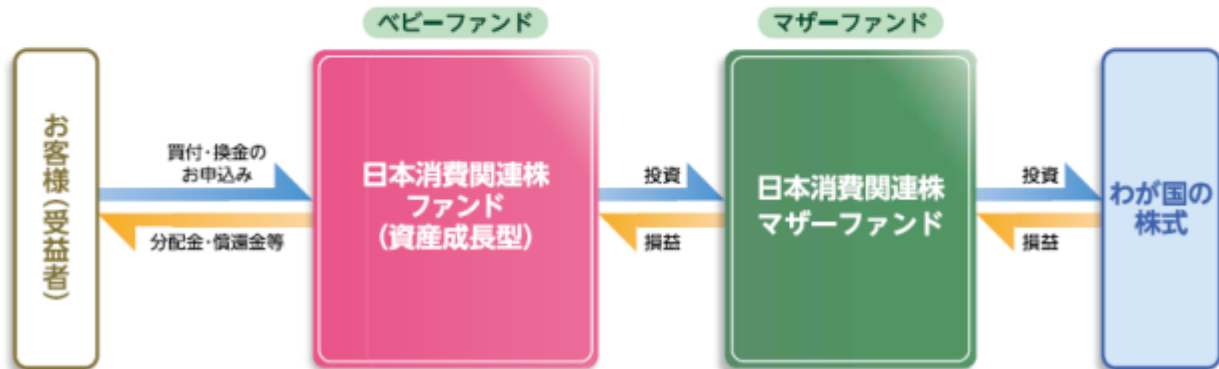 ベビーファンド
マザーファンド
お客様(受益者)
買付・換金の
お申込み
分配金・償還金等
日本消費関連株
ファンド
(資産成長型)
投資
損益
日本消費関連株
マザーファンド
投資
損益
わが国の
株式